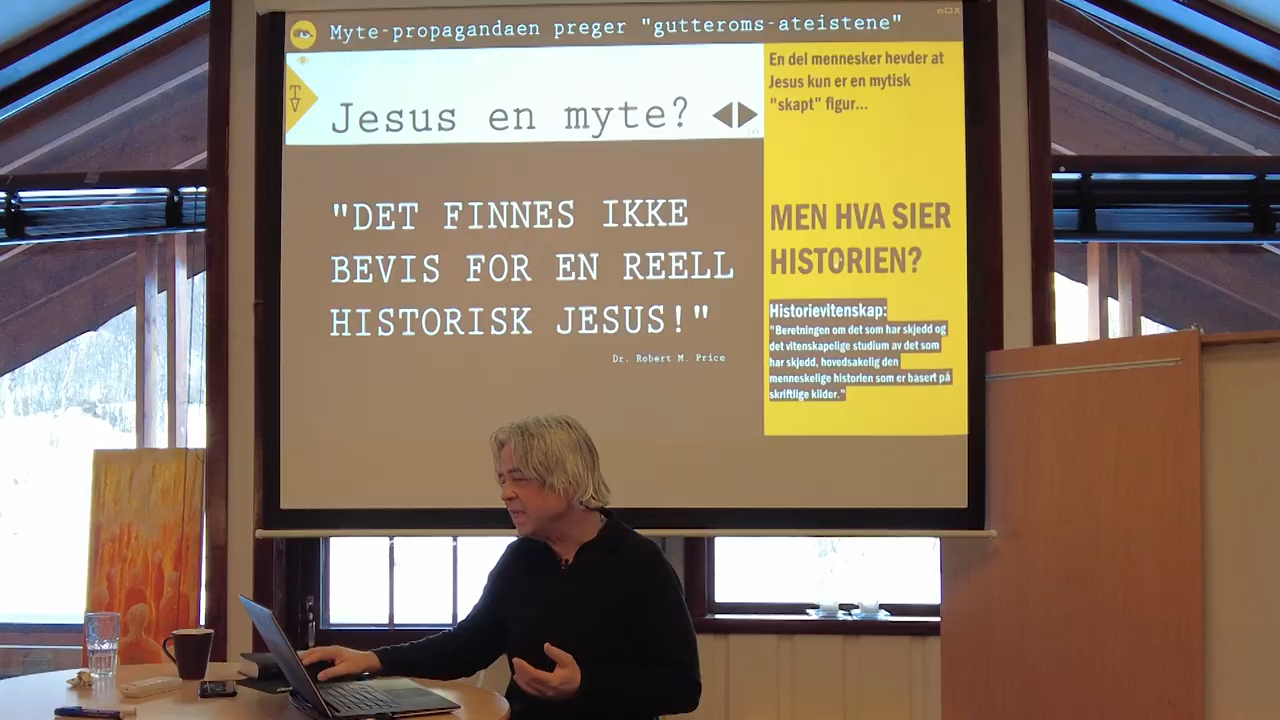 Myte-propagandaen preger "gutteroms-ateistene"
TV
Jesus en myte?
"DET FINNES IKKE
BEVIS FOR EN REELL
HISTORISK JESUS!"
Dr. Robert M. Price
En del mennesker hevder at
Jesus kun er en mytisk
"skapt" figur...
MEN HVA SIER
HISTORIEN?
Historievitenskap:
"Beretningen om det som har skjedd og
det vitenskapelige studium av det som
har skjedd, hovedsakelig den
menneskelige historien som er basert på
skriftlige kilder."